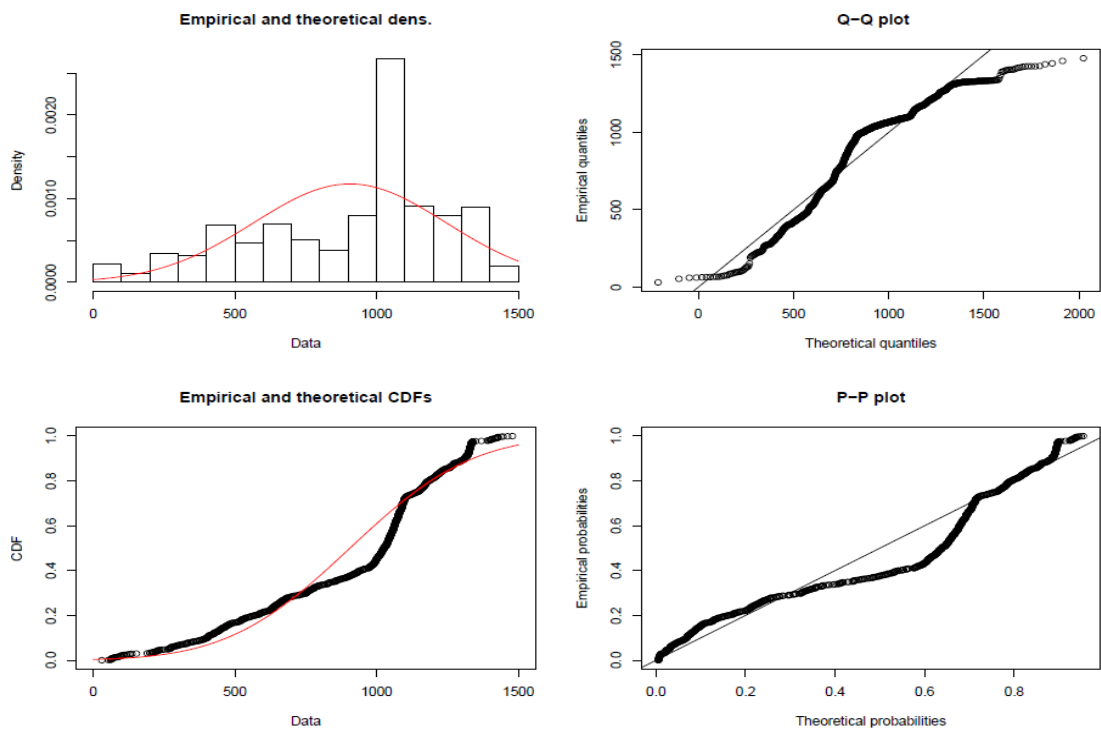 Empirical and theoretical dens.
Density
0.0000 0.0010 0.0020
0 500 1000 1500
Data
Q−Q plot
Empirical quantiles
0 500 1000 1500
0 500 1000 1500 2000
Theoretical quantiles
Empirical and theoretical CDFs
CDF
0.0 0.2 0.4 0.6 0.8 1.0
0 500 1000 1500
Data
P−P plot
Empirical probabilities
0.0 0.2 0.4 0.6 0.8 1.0
0.0 0.2 0.4 0.6 0.8
Theoretical probabilities